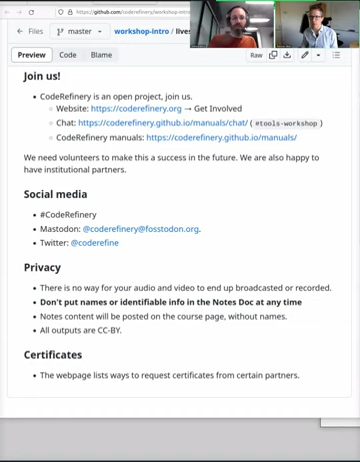 https://github.com/coderefinery/workshop-intro
Files
master
workshop-intro /
Preview
Code
Blame
Raw
Join us!
• CodeRefinery is an open project, join us.
○ Website: https://coderefinery.org → Get Involved
○ Chat: https://coderefinery.github.io/manuals/chat/ ( #tools-workshop )
○ CodeRefinery manuals: https://coderefinery.github.io/manuals/
We need volunteers to make this a success in the future. We are also happy to
have institutional partners.
Social media
• #CodeRefinery
• Mastodon: @coderefinery@fosstodon.org.
• Twitter: @coderefine
Privacy
• There is no way for your audio and video to end up broadcasted or recorded.
• Don't put names or identifiable info in the Notes Doc at any time
• Notes content will be posted on the course page, without names.
• All outputs are CC-BY.
Certificates
• The webpage lists ways to request certificates from certain partners.